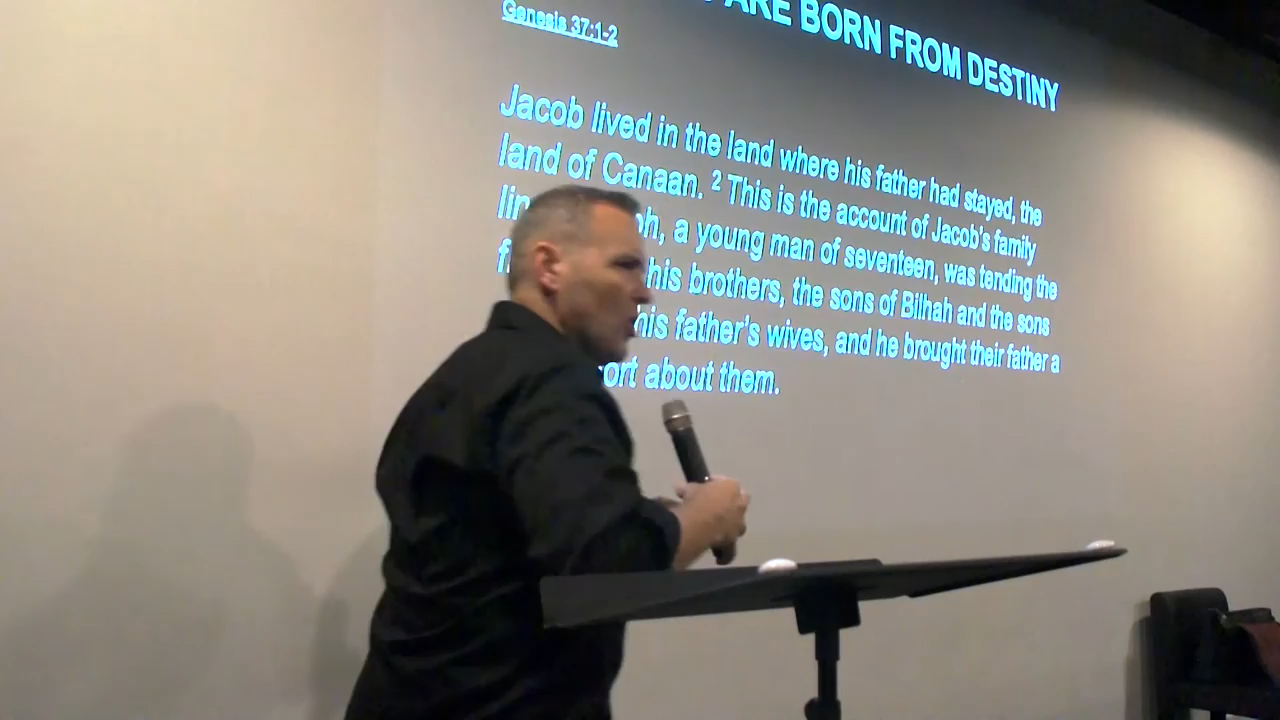 ARE BORN FROM DESTINY
Genesis 37:1-2
Jacob lived in the land where his father had stayed, the
land of Canaan. ² This is the account of Jacob's family
a young man of seventeen, was tending the
his brothers, the sons of Bilhah and the sons
his father's wives, and he brought their father a
about them.